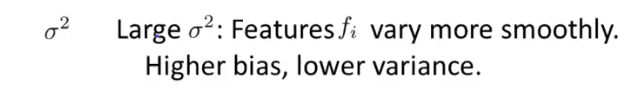 σ² Large σ²: Features fᵢ vary more smoothly.
Higher bias, lower variance.